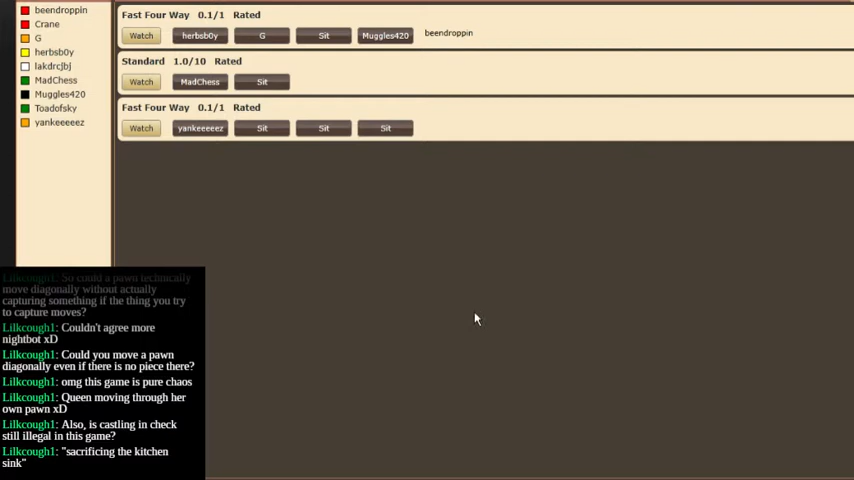 beendroppin
Crane
G
herbsb0y
lakdrcjbj
MadChess
Muggles420
Toadofsky
yankeeeeez
Fast Four Way 0.1/1 Rated
Watch herbsb0y G Sit Muggles420 beendroppin
Standard 1.0/10 Rated
Watch MadChess Sit
Fast Four Way 0.1/1 Rated
Watch yankeeeeez Sit Sit Sit
Lilkcough1: So could a pawn technically
move diagonally without actually
capturing something if the thing you try
to capture moves?
Lilkcough1: Couldn't agree more
nightbot xD
Lilkcough1: Could you move a pawn
diagonally even if there is no piece there?
Lilkcough1: omg this game is pure chaos
Lilkcough1: Queen moving through her
own pawn xD
Lilkcough1: Also, is castling in check
still illegal in this game?
Lilkcough1: "sacrificing the kitchen
sink"